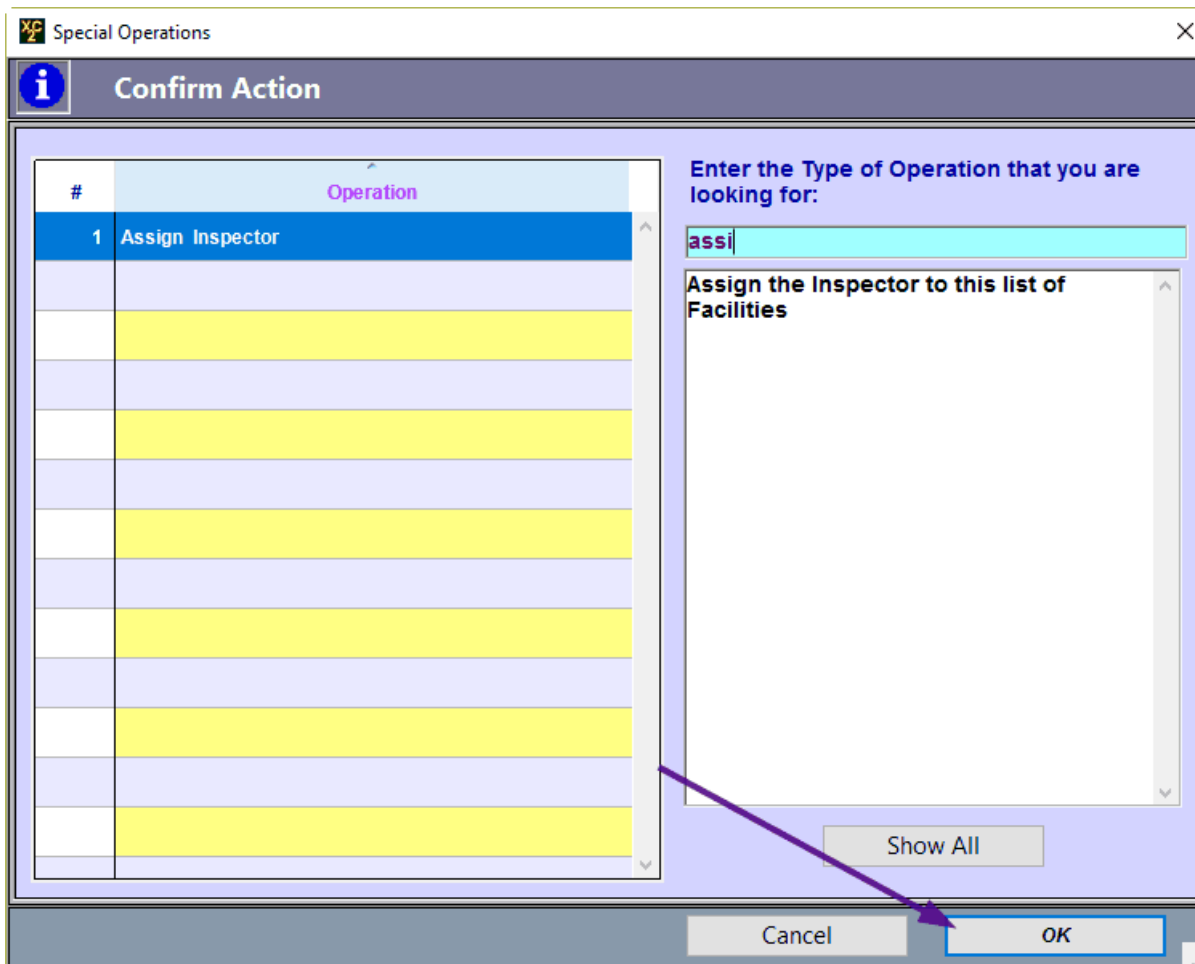 XC2 Special Operations
i Confirm Action
# Operation
1 Assign Inspector
Enter the Type of Operation that you are
looking for:
assi
Assign the Inspector to this list of
Facilities
Show All
Cancel OK